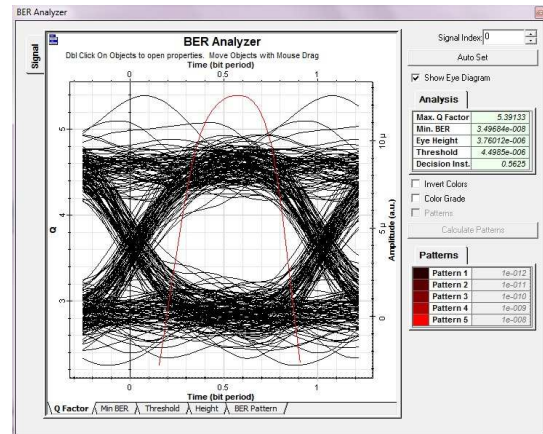 BER Analyzer
Signal
BER Analyzer
Dbl Click On Objects to open properties. Move Objects with Mouse Drag
Time (bit period)
0 0.5 1
5
4
3
Q
10 µ
5 µ
0
Amplitude (a.u.)
0 0.5 1
Time (bit period)
Q Factor Min BER Threshold Height BER Pattern
Signal Index: 0
Auto Set
Show Eye Diagram
Analysis
Max. Q Factor 5.39133
Min. BER 3.49684e-008
Eye Height 3.76012e-006
Threshold 4.4985e-006
Decision Inst. 0.5625
Invert Colors
Color Grade
Patterns
Calculate Patterns
Patterns
Pattern 1 1e-012
Pattern 2 1e-011
Pattern 3 1e-010
Pattern 4 1e-009
Pattern 5 1e-008